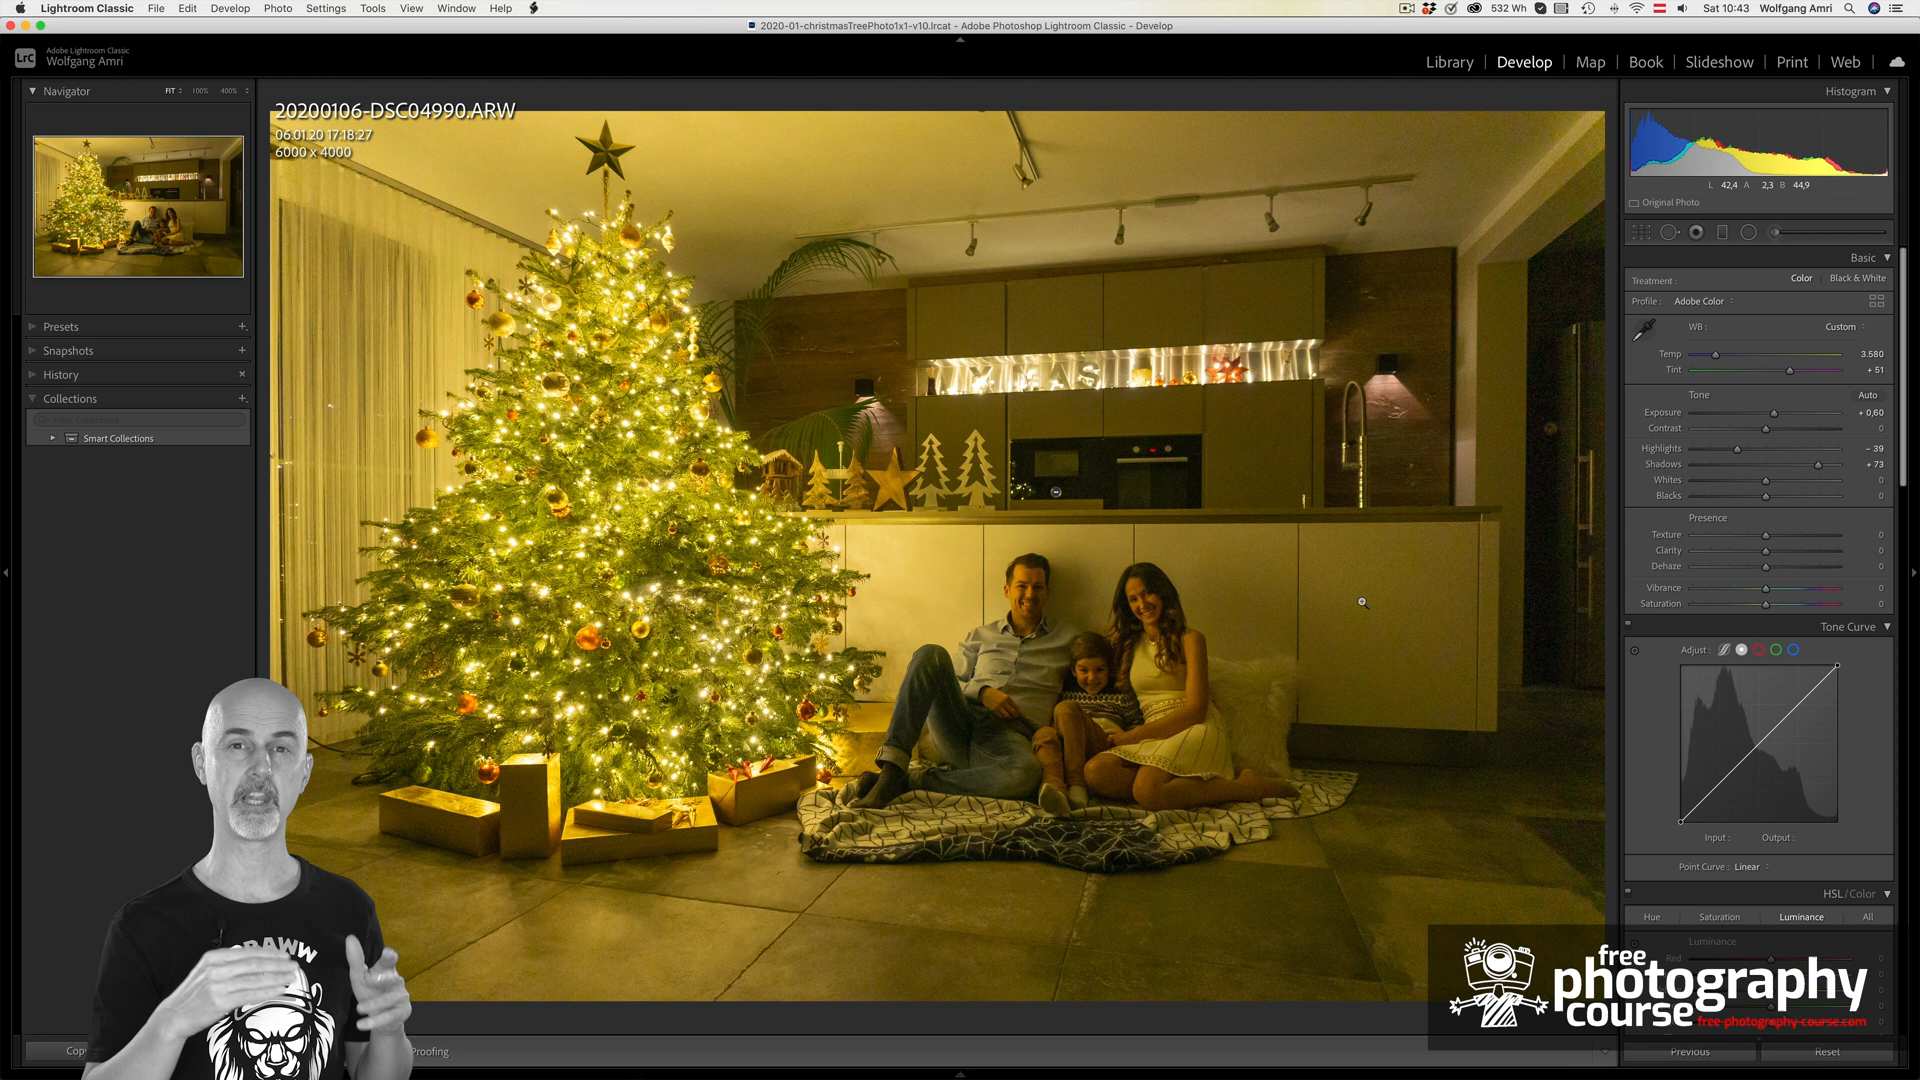 Lightroom Classic File Edit Develop Photo Settings Tools View Window Help 532 Wh Sat 10:43 Wolfgang Amri
2020-01-christmasTreePhoto1x1-v10.lrcat - Adobe Photoshop Lightroom Classic - Develop
LrC
Adobe Lightroom Classic
Wolfgang Amri
Library | Develop | Map | Book | Slideshow | Print | Web
Navigator FIT 100% 400%
Presets
Snapshots
History
Collections
Smart Collections
20200106-DSC04990.ARW
06.01.20 17:18:27
6000 x 4000
XMAS
Histogram
L 42,4 A 2,3 B 44,9
Original Photo
Basic
Treatment : Color Black & White
Profile : Adobe Color
WB : Custom
Temp 3.580
Tint + 51
Tone Auto
Exposure + 0,60
Contrast 0
Highlights - 39
Shadows + 73
Whites 0
Blacks 0
Presence
Texture 0
Clarity 0
Dehaze 0
Vibrance 0
Saturation 0
Tone Curve
Adjust :
Input : Output :
Point Curve : Linear
HSL / Color
Hue Saturation Luminance All
Luminance
Red 0
0
0
0
free
photography
course
free-photography-course.com
Previous Reset
Proofing